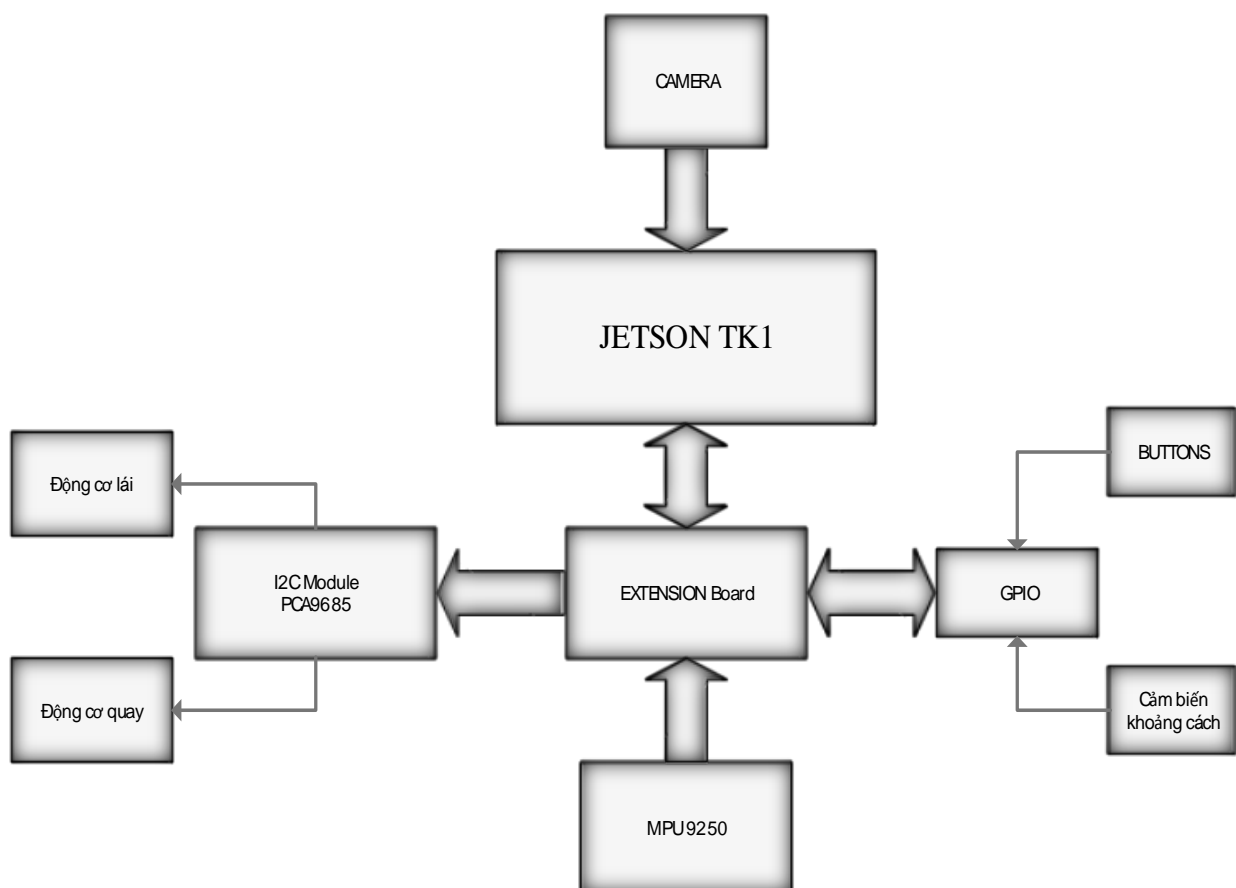 CAMERA
JETSON TK1
Động cơ lái
BUTTONS
I2C Module
PCA9685
EXTENSION Board
GPIO
Động cơ quay
Cảm biến
khoảng cách
MPU9250